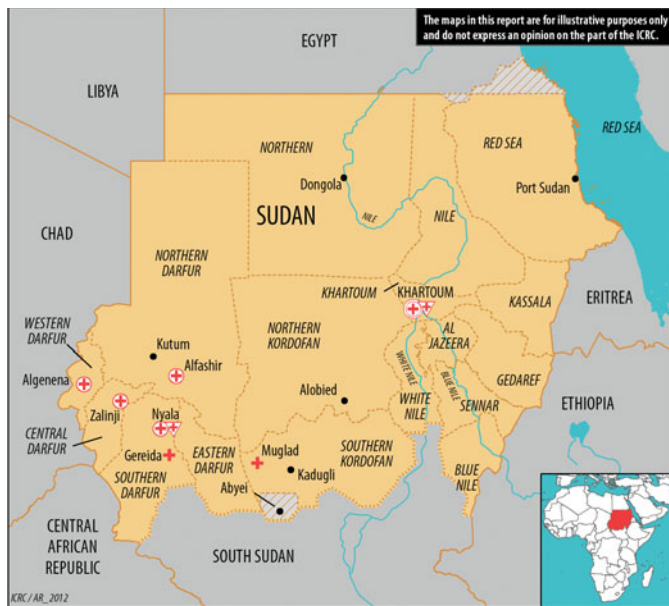 The maps in this report are for illustrative purposes only
and do not express an opinion on the part of the ICRC.
EGYPT
LIBYA
RED SEA
NORTHERN
RED SEA
Dongola
Port Sudan
SUDAN
NILE
NILE
CHAD
NORTHERN
DARFUR
KHARTOUM
KHARTOUM
KASSALA
ERITREA
WESTERN
DARFUR
NORTHERN
KORDOFAN
AL
JAZEERA
Kutum
Alfashir
WHITE NILE
BLUE NILE
GEDAREF
Algenena
Zalinji
Alobied
WHITE
NILE
SENNAR
ETHIOPIA
Nyala
CENTRAL
DARFUR
Gereida
EASTERN
DARFUR
Muglad
SOUTHERN
KORDOFAN
Kadugli
BLUE
NILE
SOUTHERN
DARFUR
Abyei
CENTRAL
AFRICAN
REPUBLIC
SOUTH SUDAN
ICRC / AR_2012